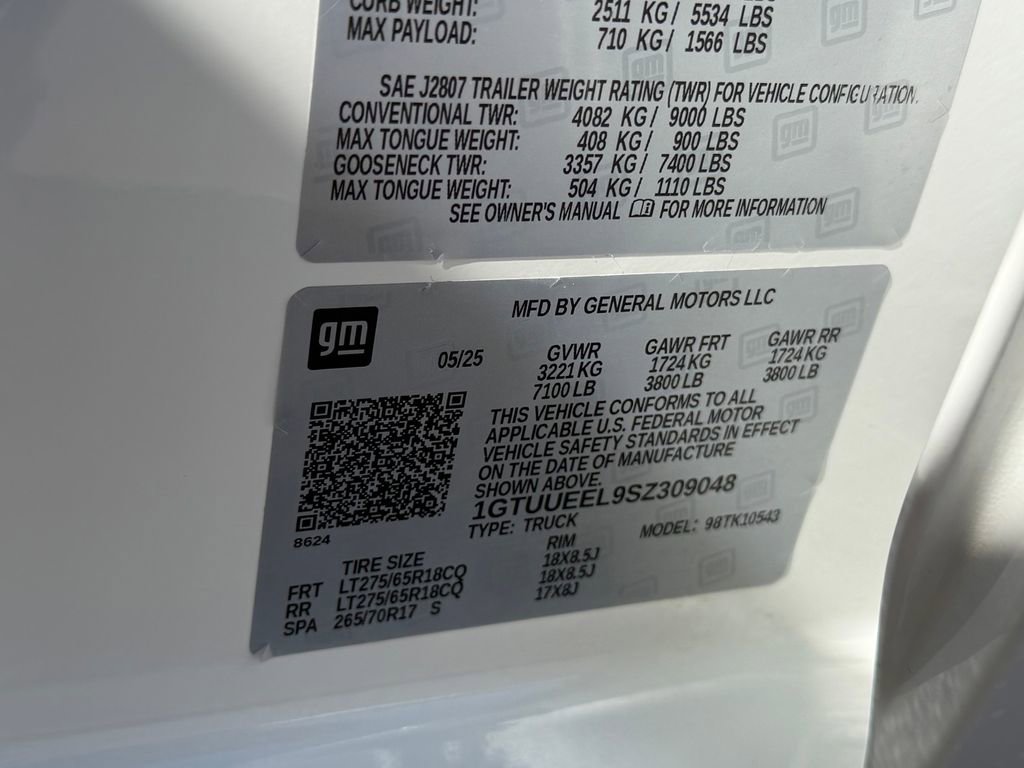 CURB WEIGHT: 2511 KG/ 5534 LBS
MAX PAYLOAD: 710 KG/ 1566 LBS
SAE J2807 TRAILER WEIGHT RATING (TWR) FOR VEHICLE CONFIGURATION.
CONVENTIONAL TWR: 4082 KG/ 9000 LBS
MAX TONGUE WEIGHT: 408 KG/ 900 LBS
GOOSENECK TWR: 3357 KG/ 7400 LBS
MAX TONGUE WEIGHT: 504 KG/ 1110 LBS
SEE OWNER'S MANUAL FOR MORE INFORMATION
gm
MFD BY GENERAL MOTORS LLC
05/25
GVWR GAWR FRT GAWR RR
3221 KG 1724 KG 1724 KG
7100 LB 3800 LB 3800 LB
THIS VEHICLE CONFORMS TO ALL
APPLICABLE U.S. FEDERAL MOTOR
VEHICLE SAFETY STANDARDS IN EFFECT
ON THE DATE OF MANUFACTURE
SHOWN ABOVE.
1GTUUEEL9SZ309048
TYPE: TRUCK MODEL: 98TK10543
8624
TIRE SIZE RIM
FRT LT275/65R18CQ 18X8.5J
RR LT275/65R18CQ 18X8.5J
SPA 265/70R17 S 17X8J